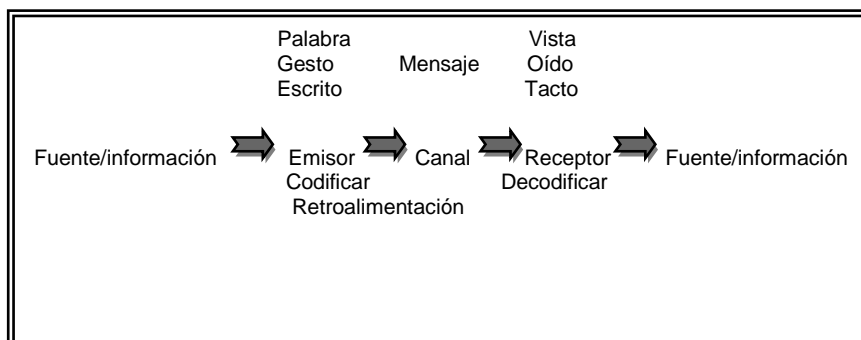 Palabra Vista
Gesto Mensaje Oído
Escrito Tacto
Fuente/información Emisor Canal Receptor Fuente/información
Codificar Decodificar
Retroalimentación